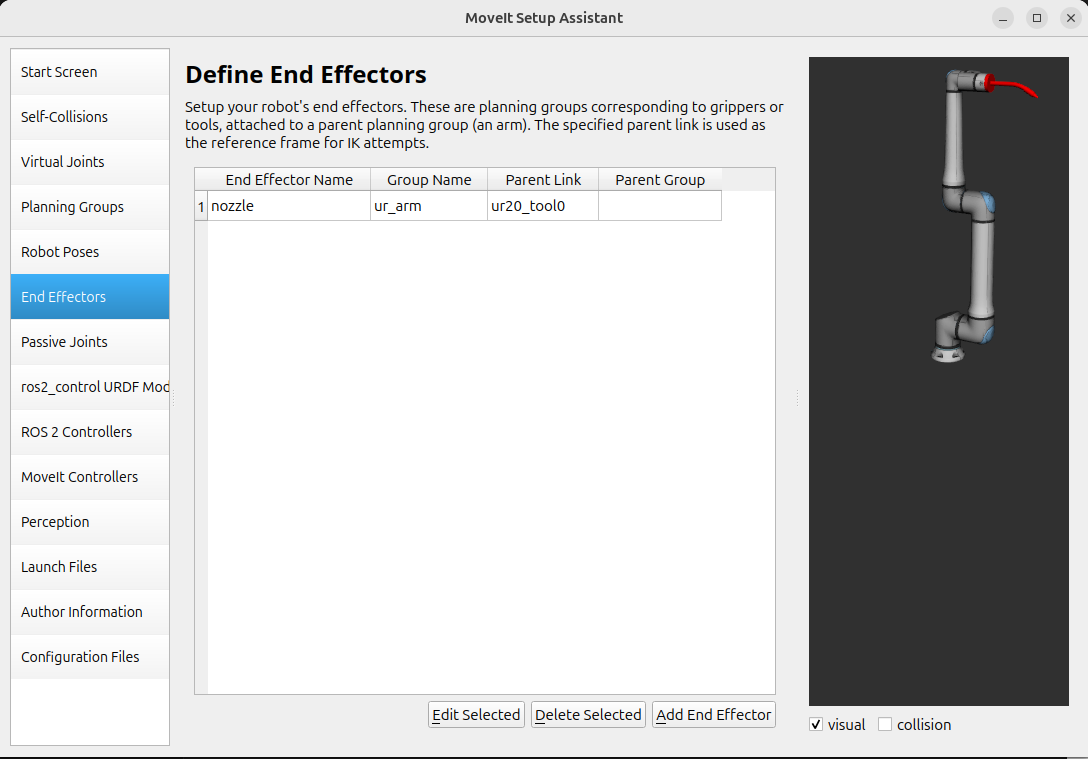 MoveIt Setup Assistant
Start Screen
Self-Collisions
Virtual Joints
Planning Groups
Robot Poses
End Effectors
Passive Joints
ros2_control URDF Mod
ROS 2 Controllers
MoveIt Controllers
Perception
Launch Files
Author Information
Configuration Files
Define End Effectors
Setup your robot's end effectors. These are planning groups corresponding to grippers or
tools, attached to a parent planning group (an arm). The specified parent link is used as
the reference frame for IK attempts.
End Effector Name Group Name Parent Link Parent Group
1 nozzle ur_arm ur20_tool0
Edit Selected Delete Selected Add End Effector
visual collision